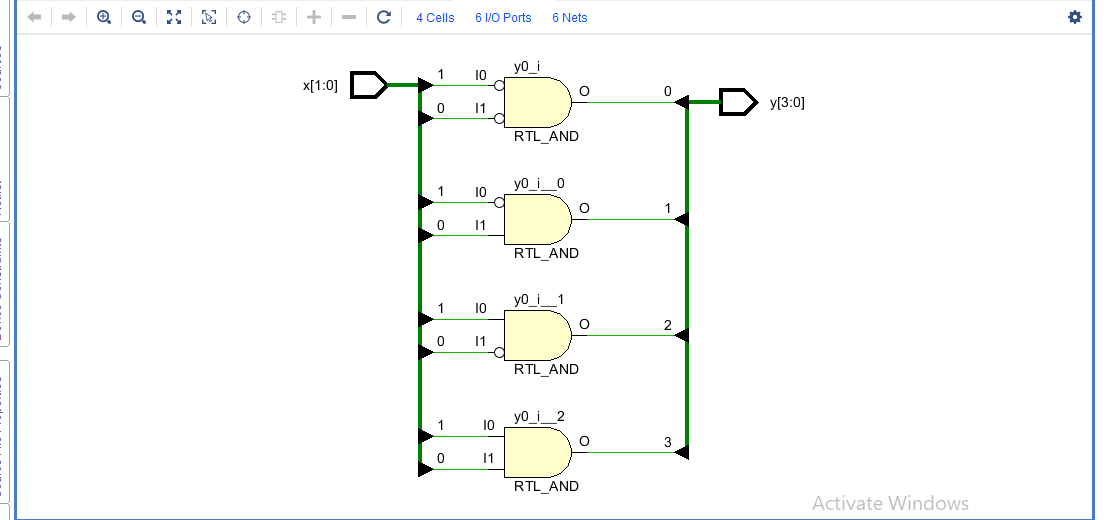 4 Cells 6 I/O Ports 6 Nets
x[1:0]
1 I0 y0_i
0 I1 O 0
RTL_AND
y[3:0]
1 I0 y0_i__0
0 I1 O 1
RTL_AND
1 I0 y0_i__1
0 I1 O 2
RTL_AND
1 I0 y0_i__2
0 I1 O 3
RTL_AND
Activate Windows